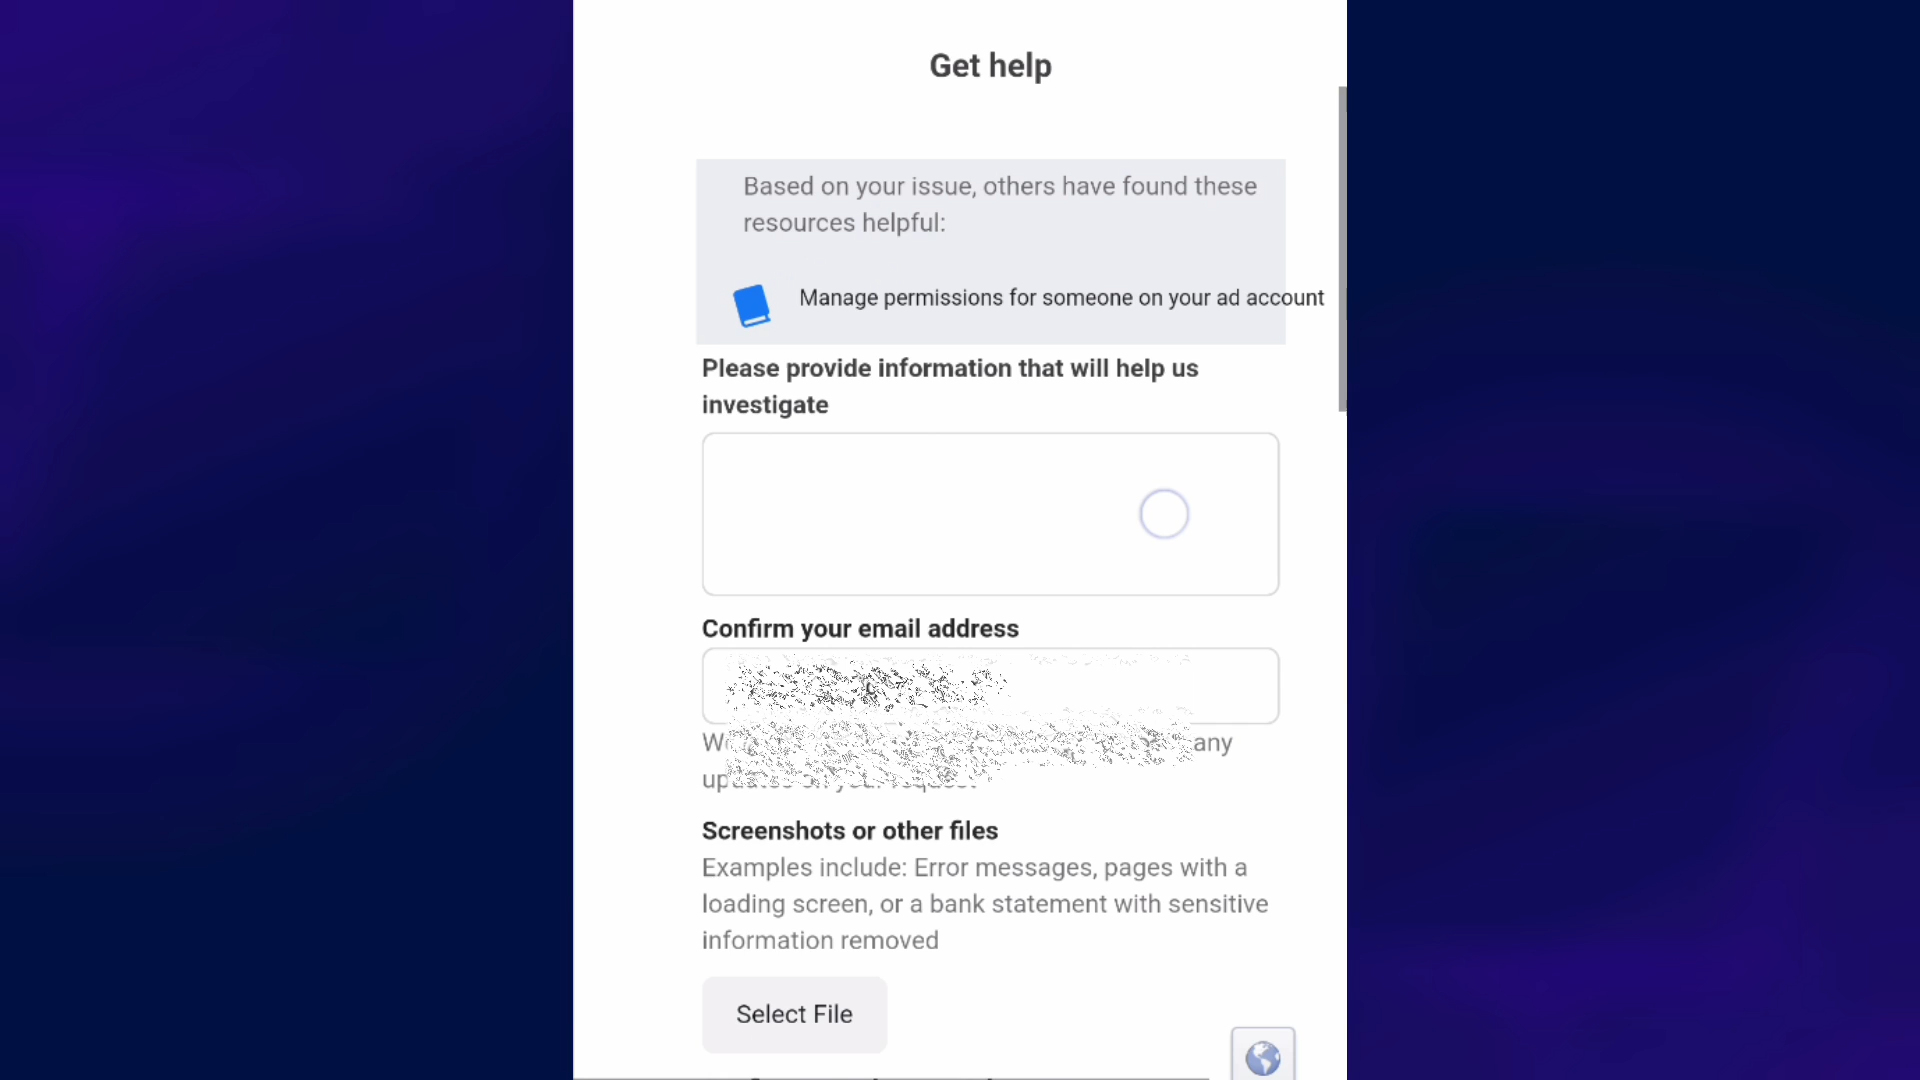 Get help
Based on your issue, others have found these
resources helpful:
Manage permissions for someone on your ad account
Please provide information that will help us
investigate
Confirm your email address
any
Screenshots or other files
Examples include: Error messages, pages with a
loading screen, or a bank statement with sensitive
information removed
Select File